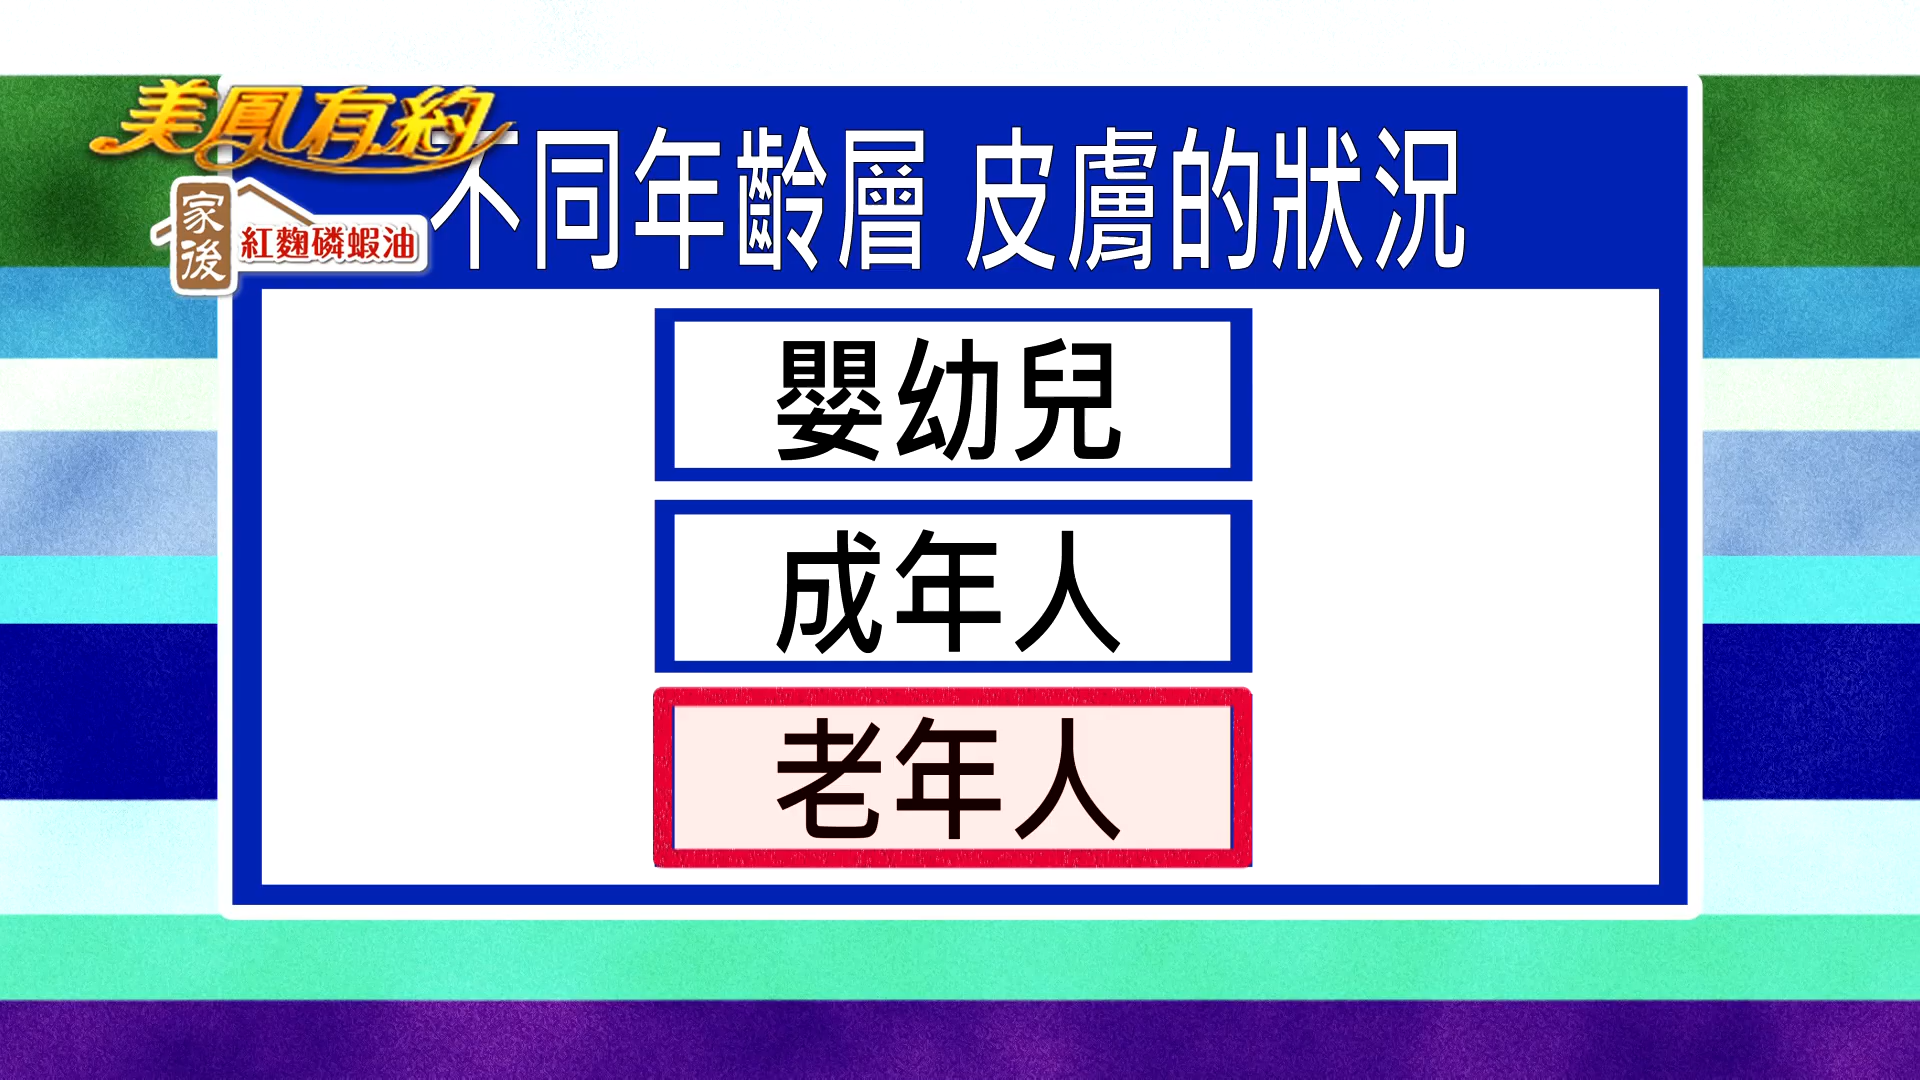 美鳳有約
家後
紅麴磷蝦油
不同年齡層 皮膚的狀況
嬰幼兒
成年人
老年人